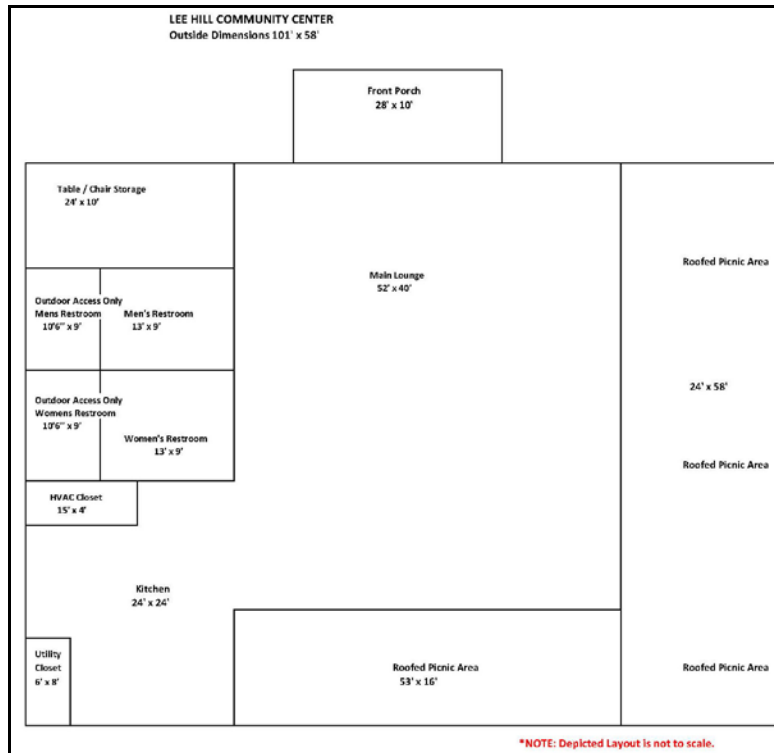 LEE HILL COMMUNITY CENTER
Outside Dimensions 101' x 58'
Front Porch
28' x 10'
Table / Chair Storage
24' x 10'
Main Lounge
52' x 40'
Roofed Picnic Area
Outdoor Access Only
Mens Restroom
10'6" x 9'
Men's Restroom
13' x 9'
24' x 58'
Outdoor Access Only
Womens Restroom
10'6" x 9'
Women's Restroom
13' x 9'
Roofed Picnic Area
HVAC Closet
15' x 4'
Kitchen
24' x 24'
Utility
Closet
6' x 8'
Roofed Picnic Area
53' x 16'
Roofed Picnic Area
*NOTE: Depicted Layout is not to scale.